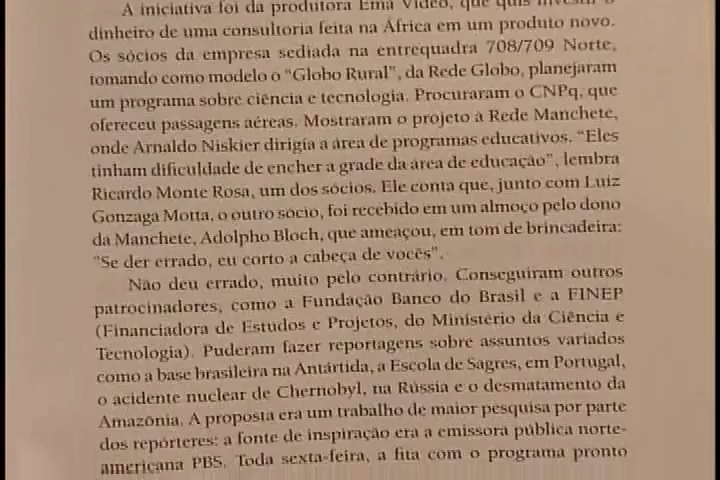 A iniciativa foi da produtora Ema Vídeo, que quis investir o
dinheiro de uma consultoria feita na África em um produto novo.
Os sócios da empresa sediada na entrequadra 708/709 Norte,
tomando como modelo o "Globo Rural", da Rede Globo, planejaram
um programa sobre ciência e tecnologia. Procuraram o CNPq, que
ofereceu passagens aéreas. Mostraram o projeto à Rede Manchete,
onde Arnaldo Niskier dirigia a área de programas educativos. "Eles
tinham dificuldade de encher a grade da área de educação", lembra
Ricardo Monte Rosa, um dos sócios. Ele conta que, junto com Luiz
Gonzaga Motta, o outro sócio, foi recebido em um almoço pelo dono
da Manchete, Adolpho Bloch, que ameaçou, em tom de brincadeira:
"Se der errado, eu corto a cabeça de vocês".
Não deu errado, muito pelo contrário. Conseguiram outros
patrocinadores, como a Fundação Banco do Brasil e a FINEP
(Financiadora de Estudos e Projetos, do Ministério da Ciência e
Tecnologia). Puderam fazer reportagens sobre assuntos variados
como a base brasileira na Antártida, a Escola de Sagres, em Portugal,
o acidente nuclear de Chernobyl, na Rússia e o desmatamento da
Amazônia. A proposta era um trabalho de maior pesquisa por parte
dos repórteres: a fonte de inspiração era a emissora pública norte-
americana PBS. Toda sexta-feira, a fita com o programa pronto